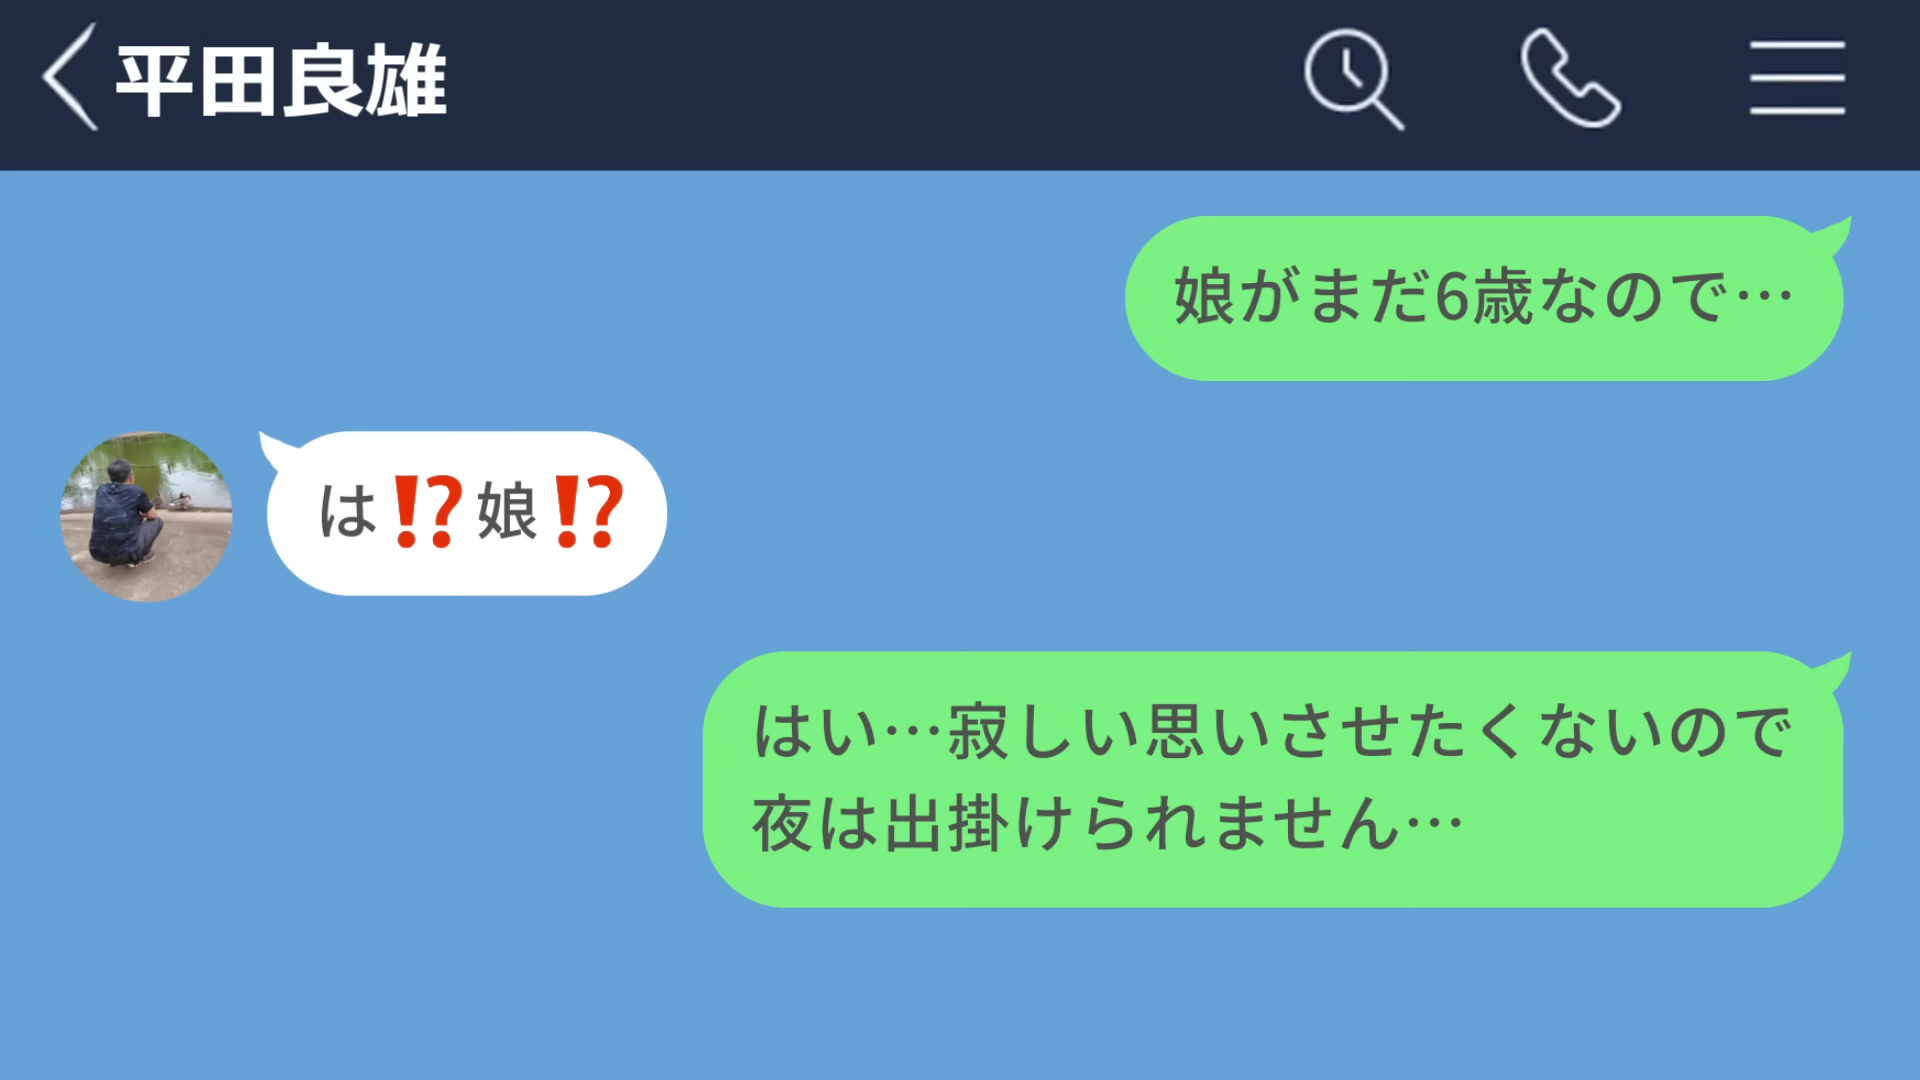 平田良雄
娘がまだ6歳なので…
は⁉️娘⁉️
はい…寂しい思いさせたくないので
夜は出掛けられません…